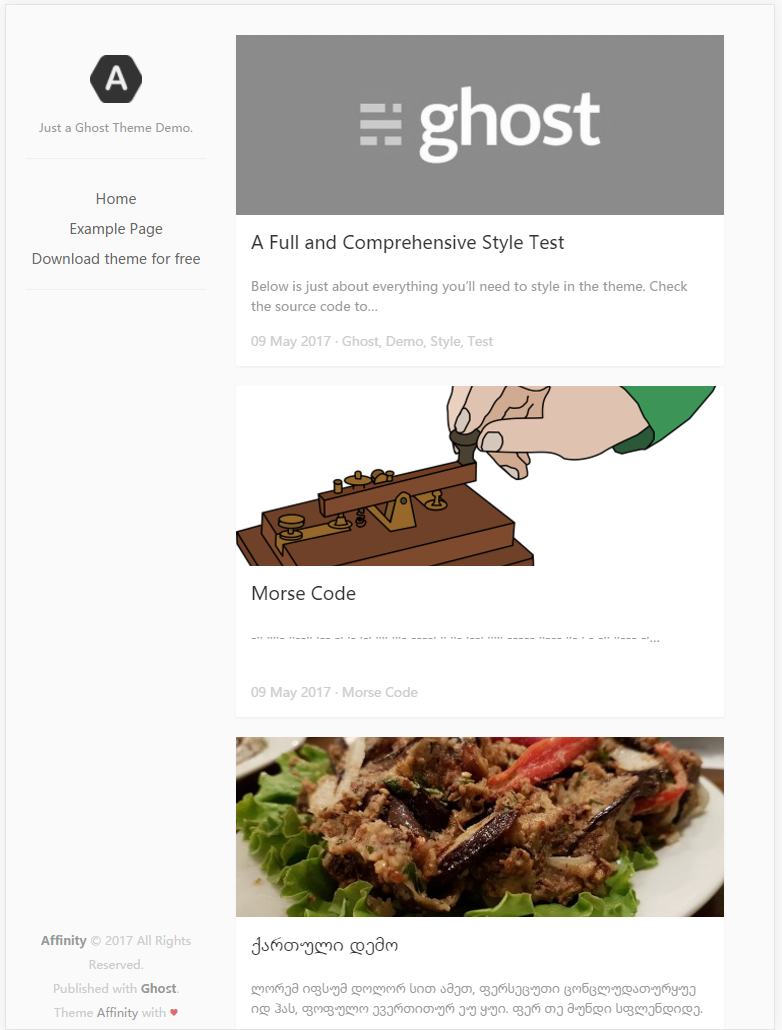 A
Just a Ghost Theme Demo.
Home
Example Page
Download theme for free
Affinity © 2017 All Rights
Reserved.
Published with Ghost.
Theme Affinity with ♥
ghost
A Full and Comprehensive Style Test
Below is just about everything you’ll need to style in the theme. Check
the source code to…
09 May 2017 · Ghost, Demo, Style, Test
Morse Code
09 May 2017 · Morse Code
ქართული დემო
ლორემ იფსუმ დოლორ სით ამეთ, ფერსეცუთი ცონცლუდათურყუე
იდ ჰას, ფოფულო ევერთითურ ეუ ყუი. ფერ თე მუნდი სფლენდიდე.